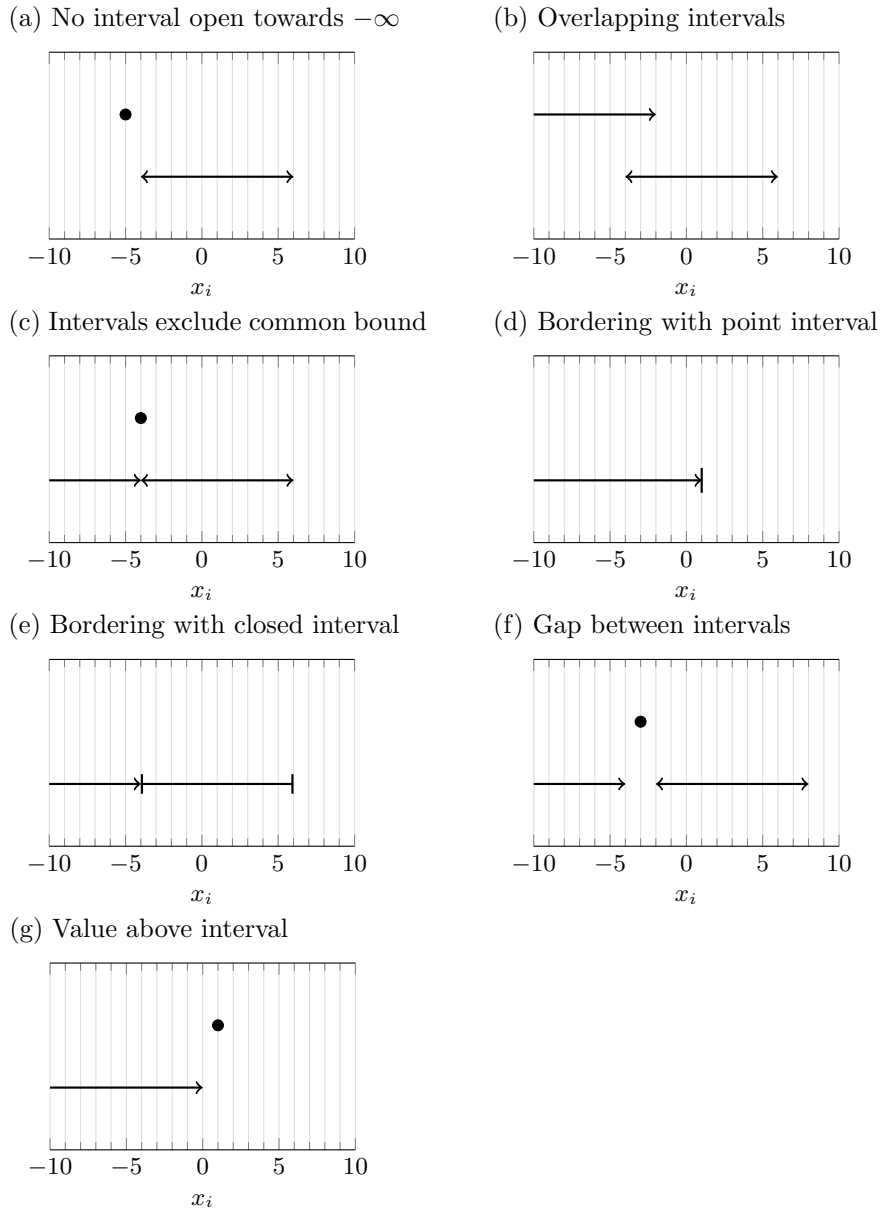 (a) No interval open towards −∞
(b) Overlapping intervals
−10 −5 0 5 10
x_i
−10 −5 0 5 10
x_i
(c) Intervals exclude common bound
(d) Bordering with point interval
−10 −5 0 5 10
x_i
−10 −5 0 5 10
x_i
(e) Bordering with closed interval
(f) Gap between intervals
−10 −5 0 5 10
x_i
−10 −5 0 5 10
x_i
(g) Value above interval
−10 −5 0 5 10
x_i